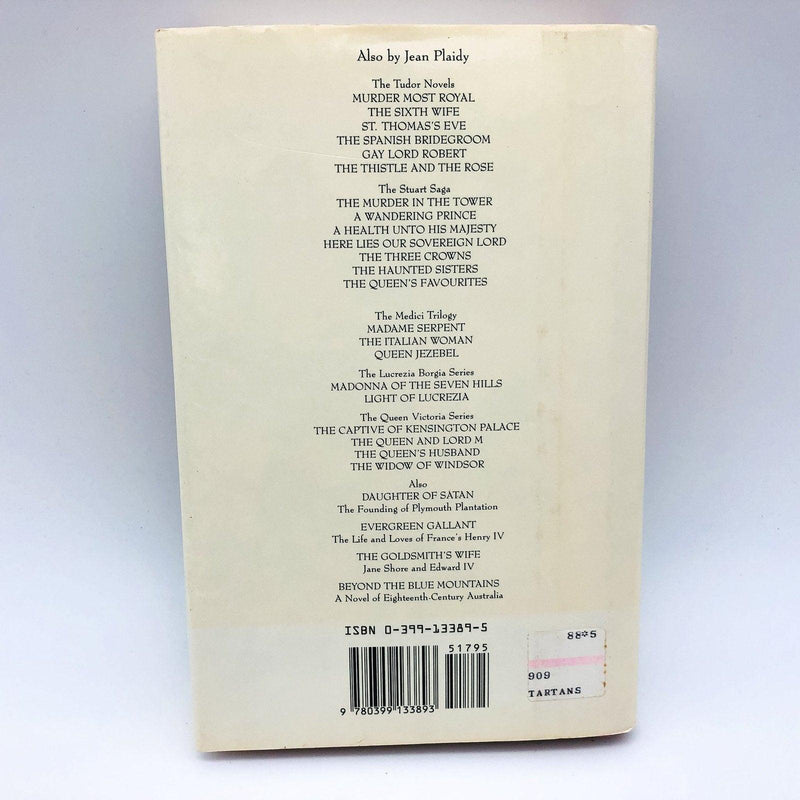 Also by Jean Plaidy
The Tudor Novels
MURDER MOST ROYAL
THE SIXTH WIFE
ST. THOMAS'S EVE
THE SPANISH BRIDEGROOM
GAY LORD ROBERT
THE THISTLE AND THE ROSE
The Stuart Saga
THE MURDER IN THE TOWER
A WANDERING PRINCE
A HEALTH UNTO HIS MAJESTY
HERE LIES OUR SOVEREIGN LORD
THE THREE CROWNS
THE HAUNTED SISTERS
THE QUEEN'S FAVOURITES
The Medici Trilogy
MADAME SERPENT
THE ITALIAN WOMAN
QUEEN JEZEBEL
The Lucrezia Borgia Series
MADONNA OF THE SEVEN HILLS
LIGHT OF LUCREZIA
The Queen Victoria Series
THE CAPTIVE OF KENSINGTON PALACE
THE QUEEN AND LORD M
THE QUEEN'S HUSBAND
THE WIDOW OF WINDSOR
Also
DAUGHTER OF SATAN
The Founding of Plymouth Plantation
EVERGREEN GALLANT
The Life and Loves of France's Henry IV
THE GOLDSMITH'S WIFE
Jane Shore and Edward IV
BEYOND THE BLUE MOUNTAINS
A Novel of Eighteenth-Century Australia
ISBN 0-399-13389-5
51795
9 780399 133893
88*5
909
TARTANS